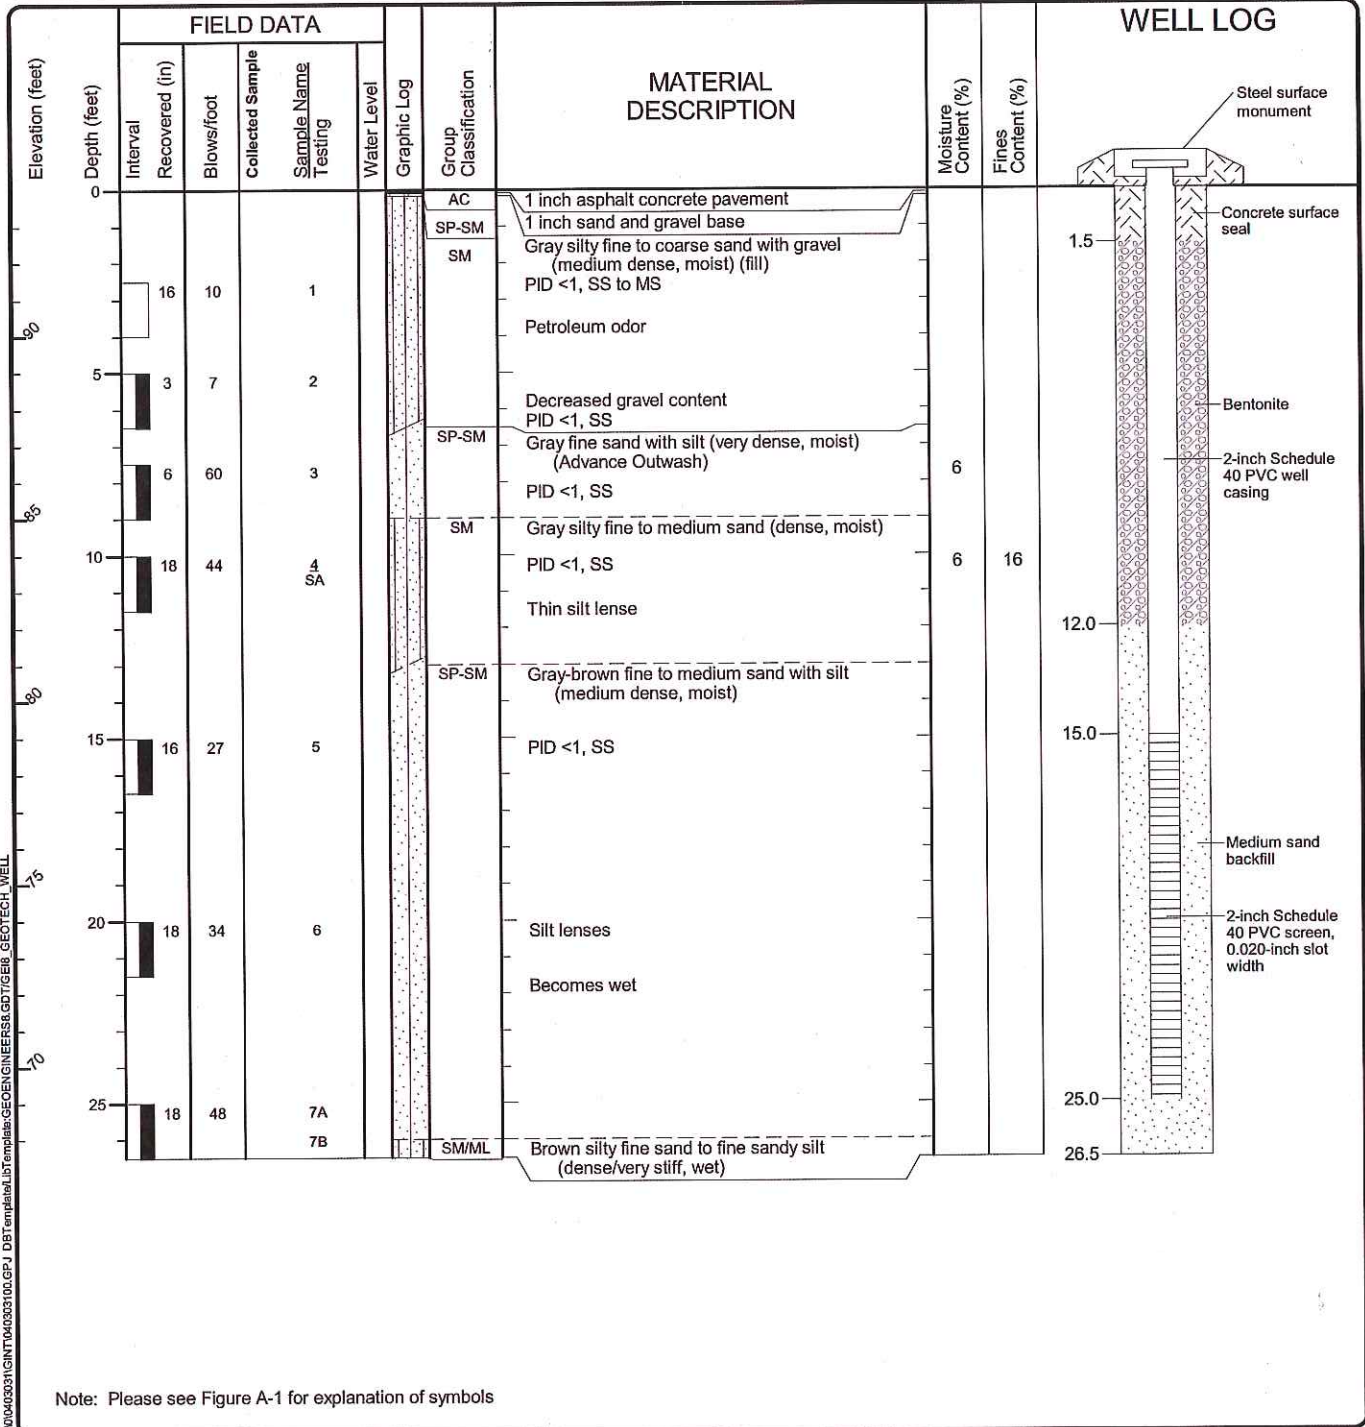 FIELD DATA
WELL LOG
Elevation (feet)
Depth (feet)
Interval
Recovered (in)
Blows/foot
Collected Sample
Sample Name
Testing
Water Level
Graphic Log
Group
Classification
MATERIAL
DESCRIPTION
Moisture
Content (%)
Fines
Content (%)
Steel surface
monument
0
AC
1 inch asphalt concrete pavement
SP-SM
1 inch sand and gravel base
Concrete surface
seal
1.5
SM
Gray silty fine to coarse sand with gravel
(medium dense, moist) (fill)
16 10 1
PID <1, SS to MS
90
Petroleum odor
5
3 7 2
Decreased gravel content
PID <1, SS
Bentonite
SP-SM
Gray fine sand with silt (very dense, moist)
(Advance Outwash)
6 60 3
6
PID <1, SS
2-inch Schedule
40 PVC well
casing
85
SM
Gray silty fine to medium sand (dense, moist)
10
18 44 4
SA
PID <1, SS
6 16
Thin silt lense
12.0
SP-SM
Gray-brown fine to medium sand with silt
(medium dense, moist)
80
15
16 27 5
PID <1, SS
15.0
Medium sand
backfill
75
20
18 34 6
Silt lenses
2-inch Schedule
40 PVC screen,
0.020-inch slot
width
Becomes wet
70
25
18 48 7A
7B
25.0
SM/ML
Brown silty fine sand to fine sandy silt
(dense/very stiff, wet)
26.5
Note: Please see Figure A-1 for explanation of symbols
0\0403031\GINT\040303100.GPJ DBTemplate/LibTemplate:GEOENGINEERS8.GDT/GEI8_GEOTECH_WELL